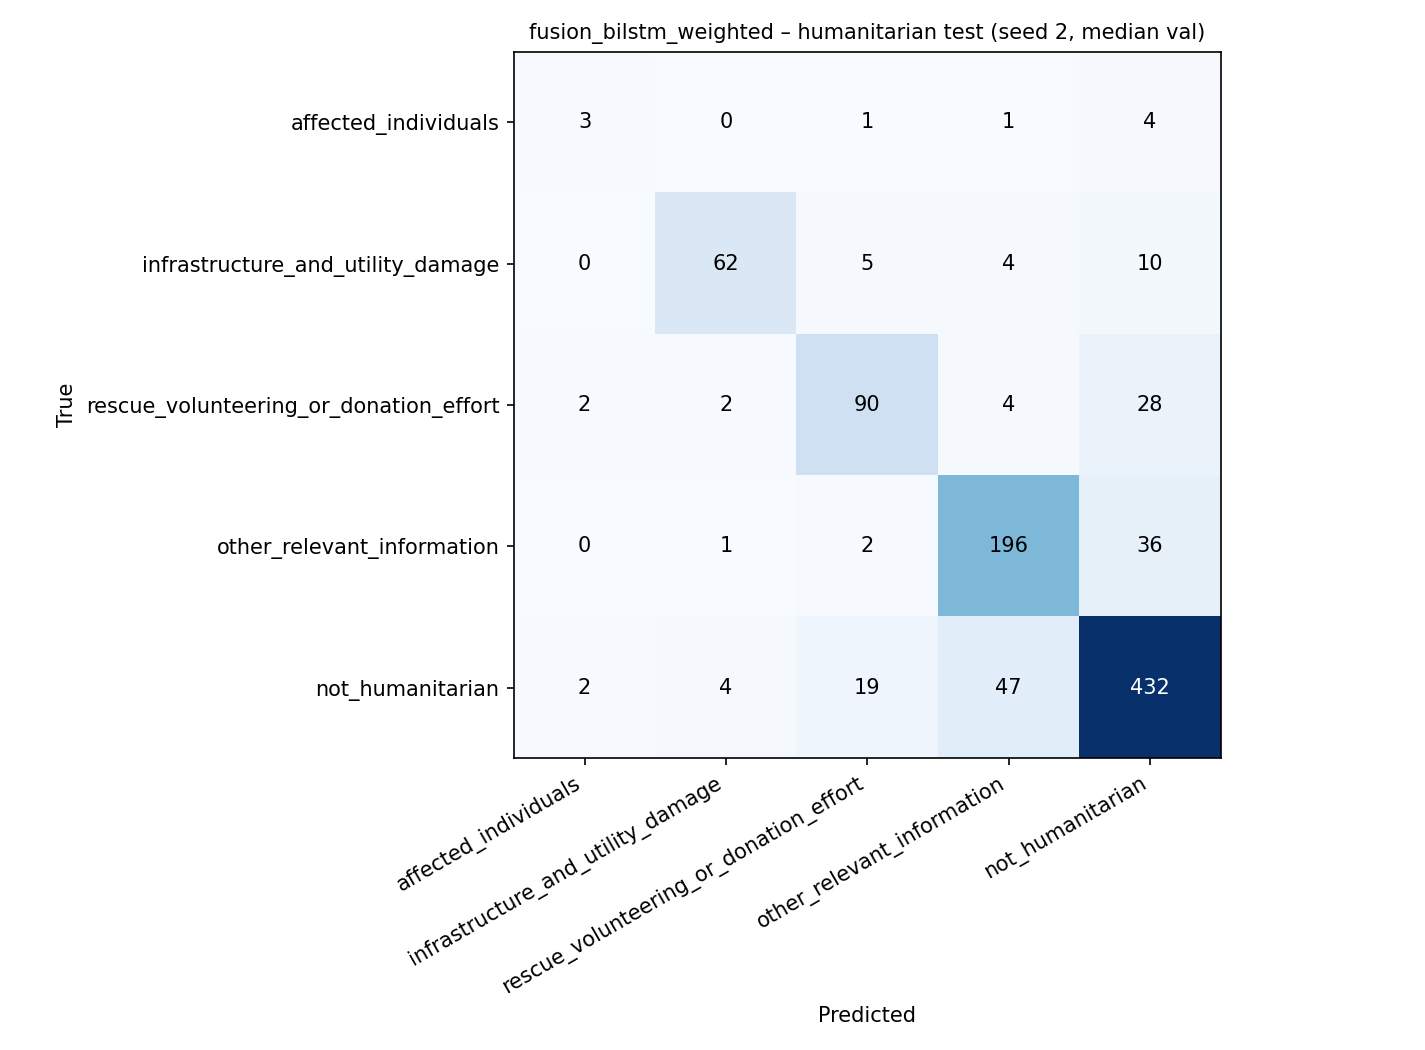 fusion_bilstm_weighted – humanitarian test (seed 2, median val)
True
affected_individuals 3 0 1 1 4
infrastructure_and_utility_damage 0 62 5 4 10
rescue_volunteering_or_donation_effort 2 2 90 4 28
other_relevant_information 0 1 2 196 36
not_humanitarian 2 4 19 47 432
affected_individuals
infrastructure_and_utility_damage
rescue_volunteering_or_donation_effort
other_relevant_information
not_humanitarian
Predicted